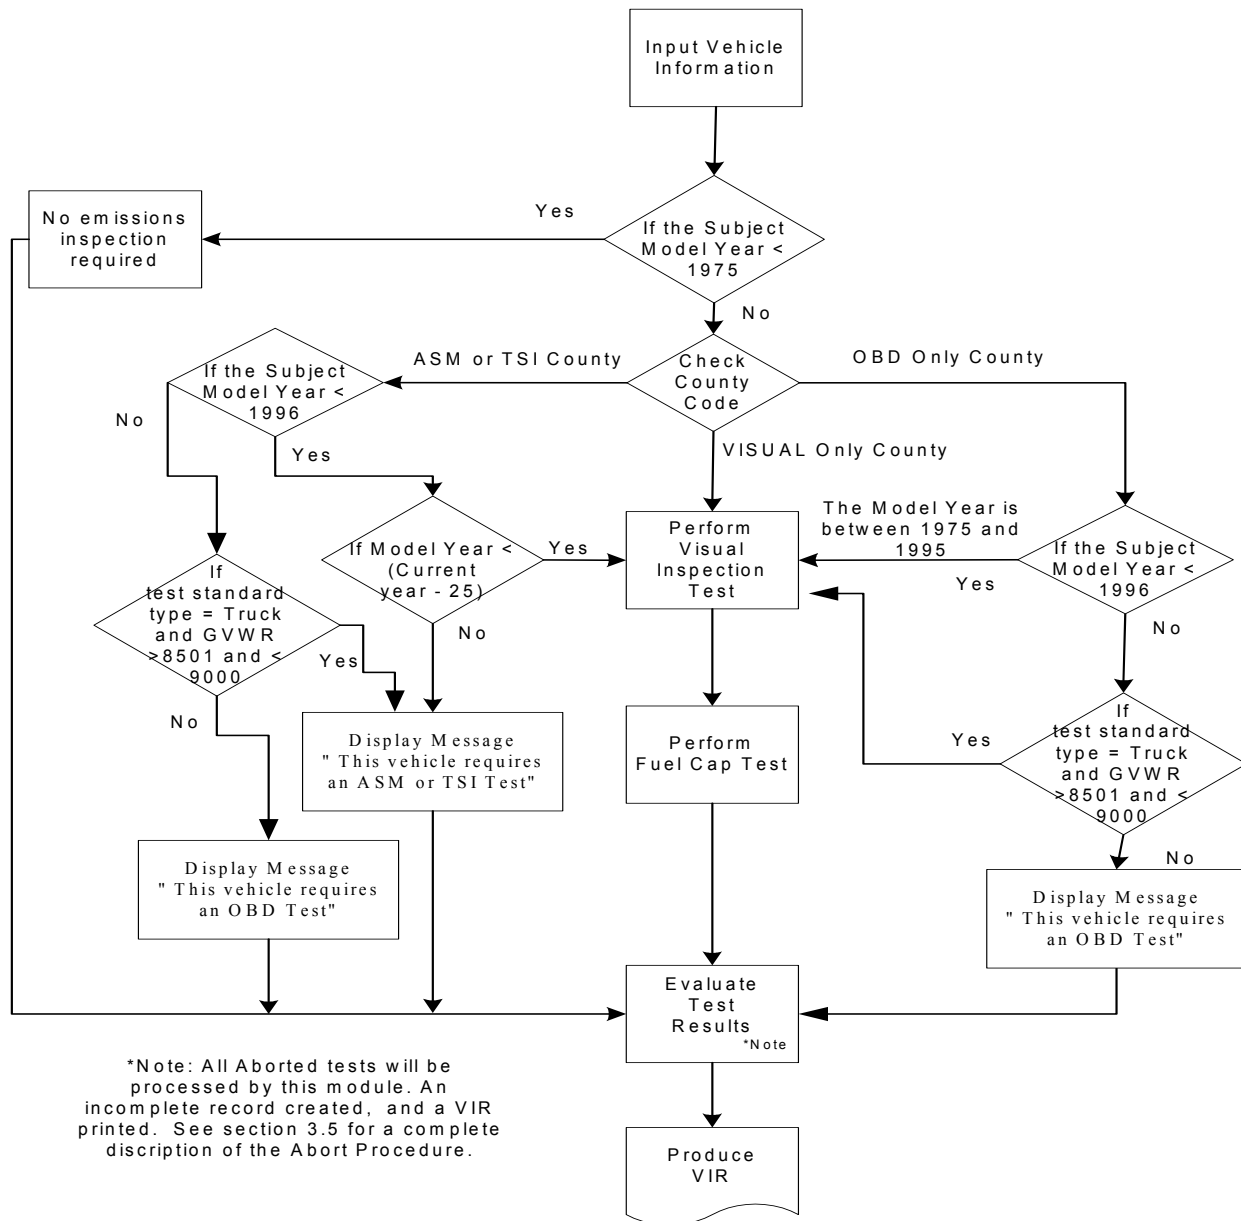 Input Vehicle
Information
No emissions
inspection
required
Yes
If the Subject
Model Year <
1975
No
ASM or TSI County
Check
County
Code
OBD Only County
If the Subject
Model Year <
1996
No
Yes
VISUAL Only County
If Model Year <
(Current
year - 25)
Yes
No
Perform
Visual
Inspection
Test
The Model Year is
between 1975 and
1995
If the Subject
Model Year <
1996
Yes
No
If
test standard
type = Truck
and GVWR
>8501 and <
9000
Yes
No
Display Message
" This vehicle requires
an ASM or TSI Test"
Perform
Fuel Cap Test
If
test standard
type = Truck
and GVWR
>8501 and <
9000
Yes
No
Display Message
" This vehicle requires
an OBD Test"
Display Message
" This vehicle requires
an OBD Test"
Evaluate
Test
Results
*Note
*Note: All Aborted tests will be
processed by this module. An
incomplete record created, and a VIR
printed. See section 3.5 for a complete
discription of the Abort Procedure.
Produce
VIR